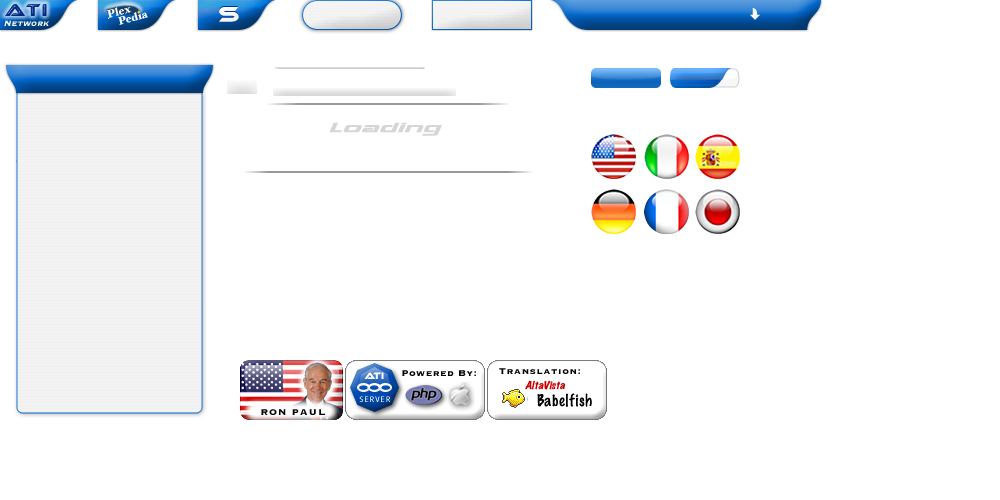 ATI
NETWORK
Plex
Pedia
S
Loading
RON PAUL
ATI
SERVER
POWERED BY:
php
TRANSLATION:
AltaVista
Babelfish